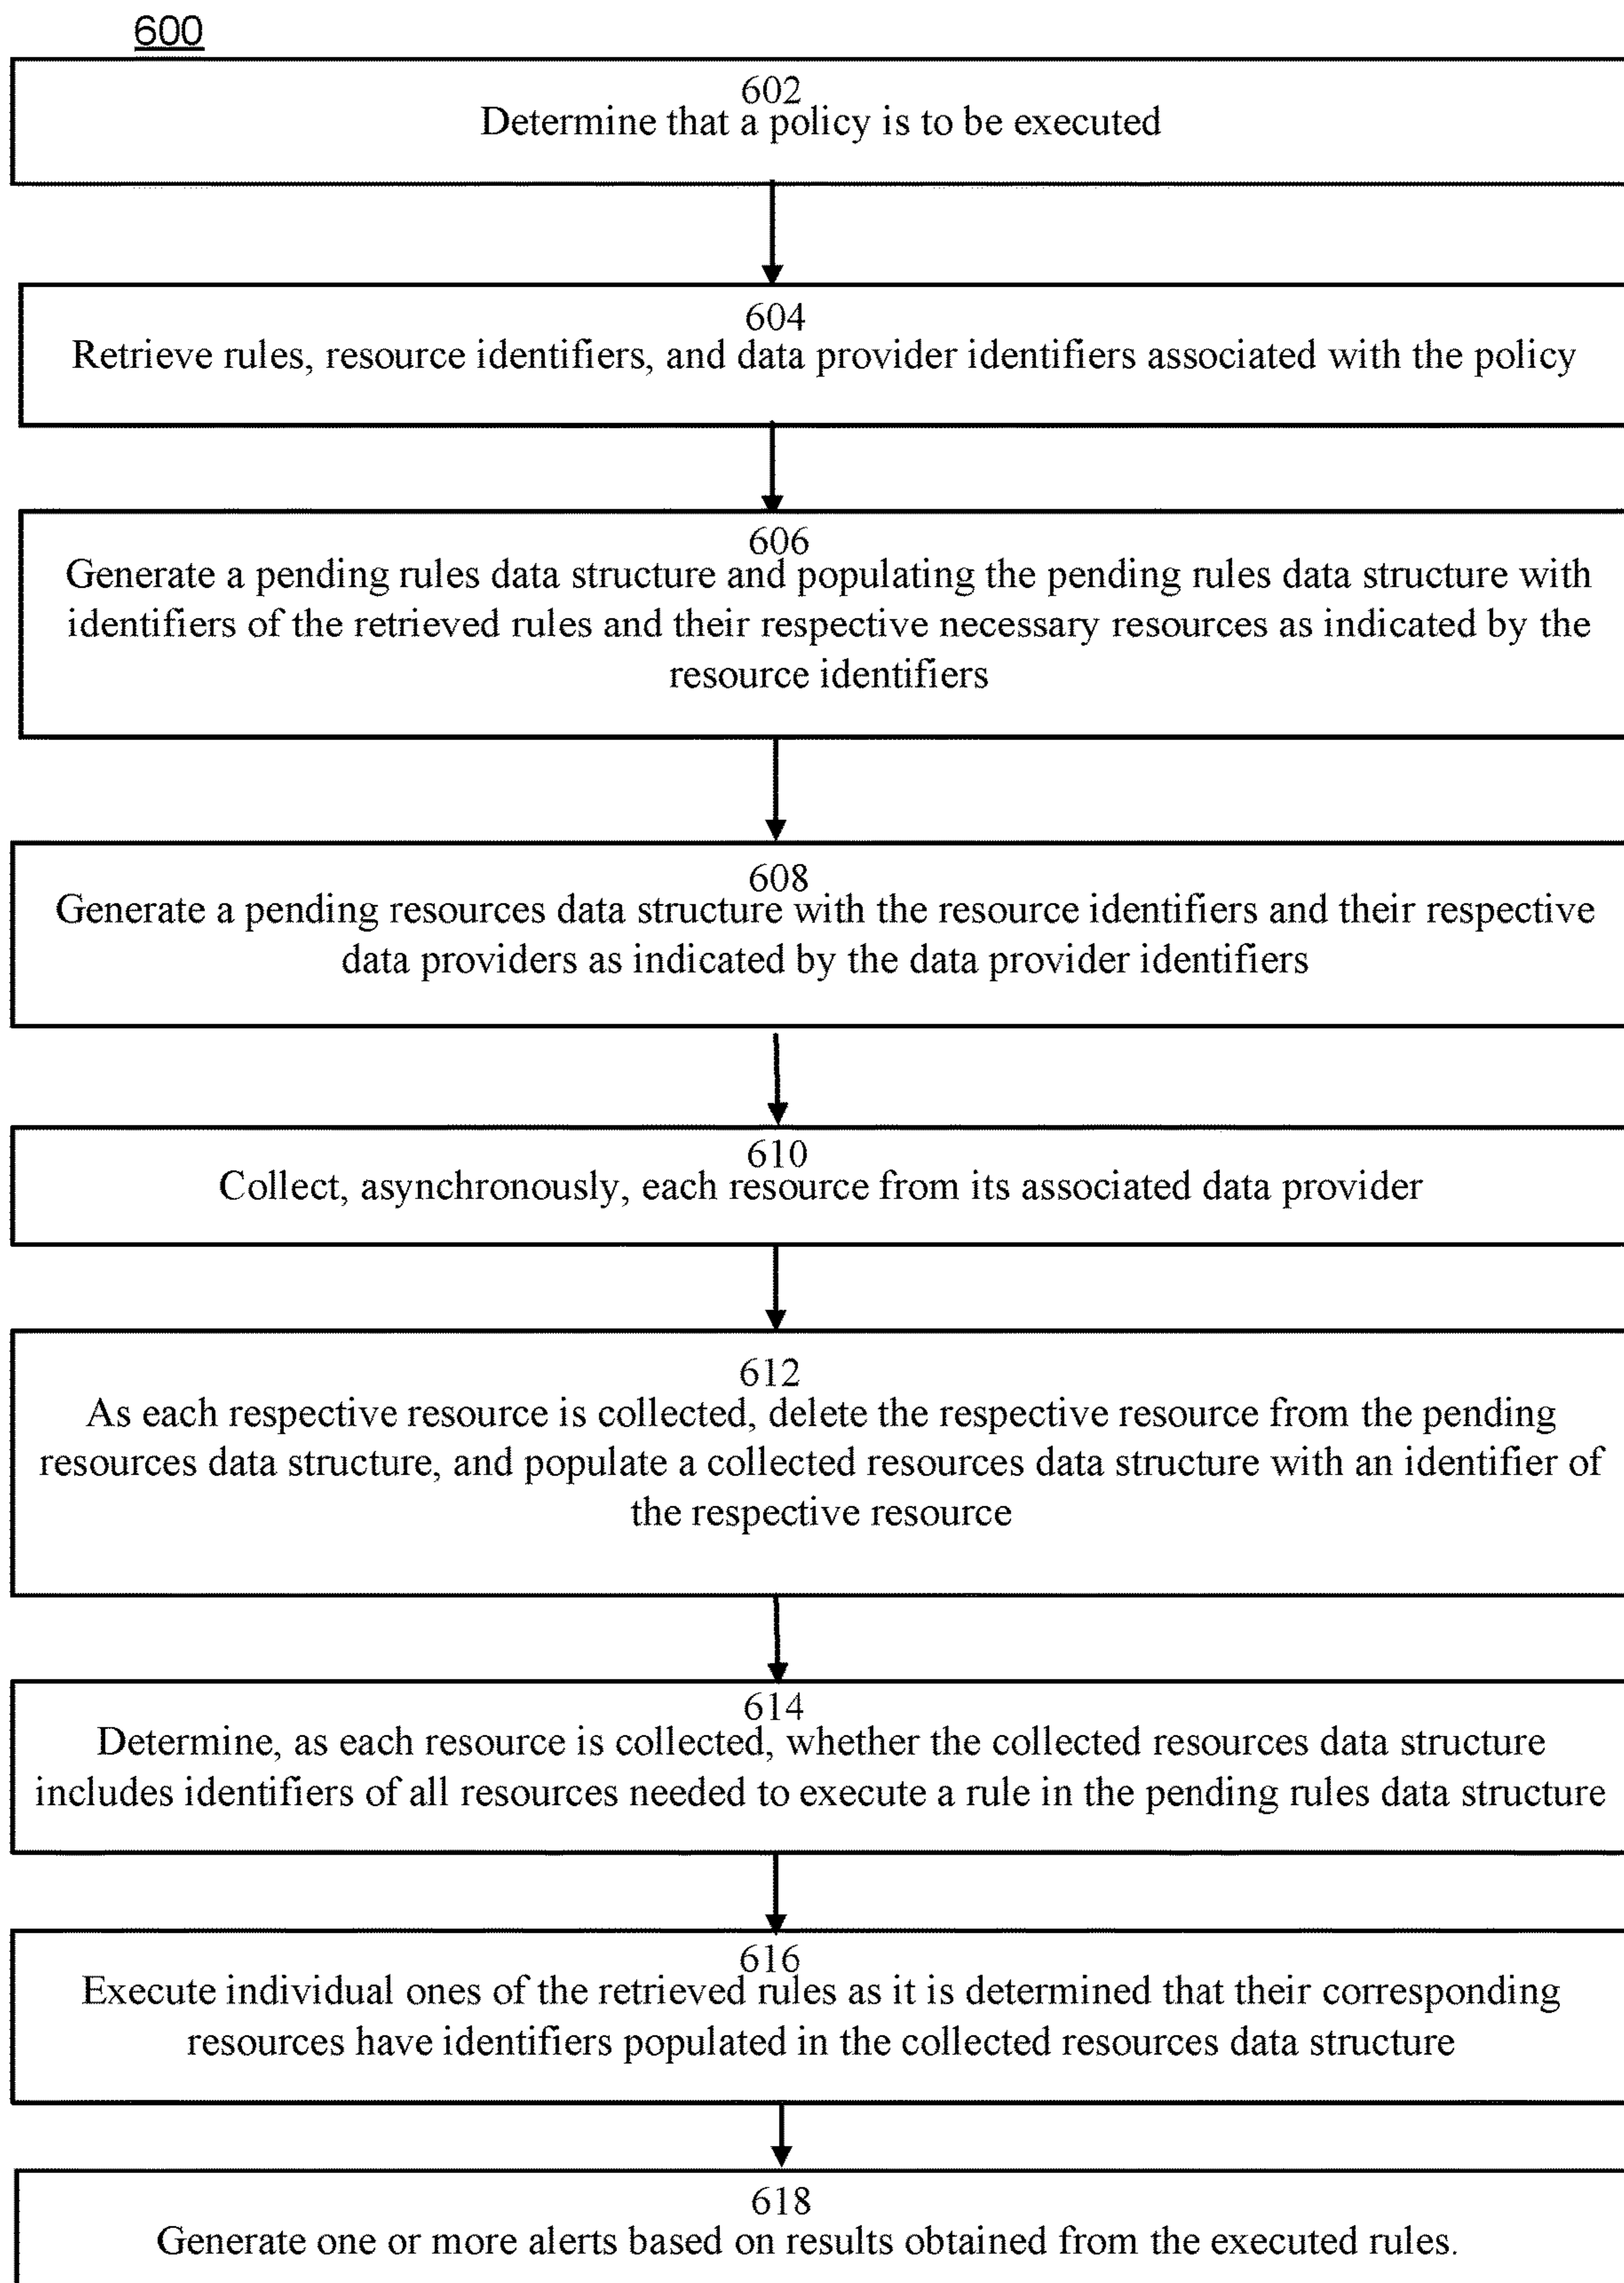 600
602
Determine that a policy is to be executed
604
Retrieve rules, resource identifiers, and data provider identifiers associated with the policy
606
Generate a pending rules data structure and populating the pending rules data structure with
identifiers of the retrieved rules and their respective necessary resources as indicated by the
resource identifiers
608
Generate a pending resources data structure with the resource identifiers and their respective
data providers as indicated by the data provider identifiers
610
Collect, asynchronously, each resource from its associated data provider
612
As each respective resource is collected, delete the respective resource from the pending
resources data structure, and populate a collected resources data structure with an identifier of
the respective resource
614
Determine, as each resource is collected, whether the collected resources data structure
includes identifiers of all resources needed to execute a rule in the pending rules data structure
616
Execute individual ones of the retrieved rules as it is determined that their corresponding
resources have identifiers populated in the collected resources data structure
618
Generate one or more alerts based on results obtained from the executed rules.